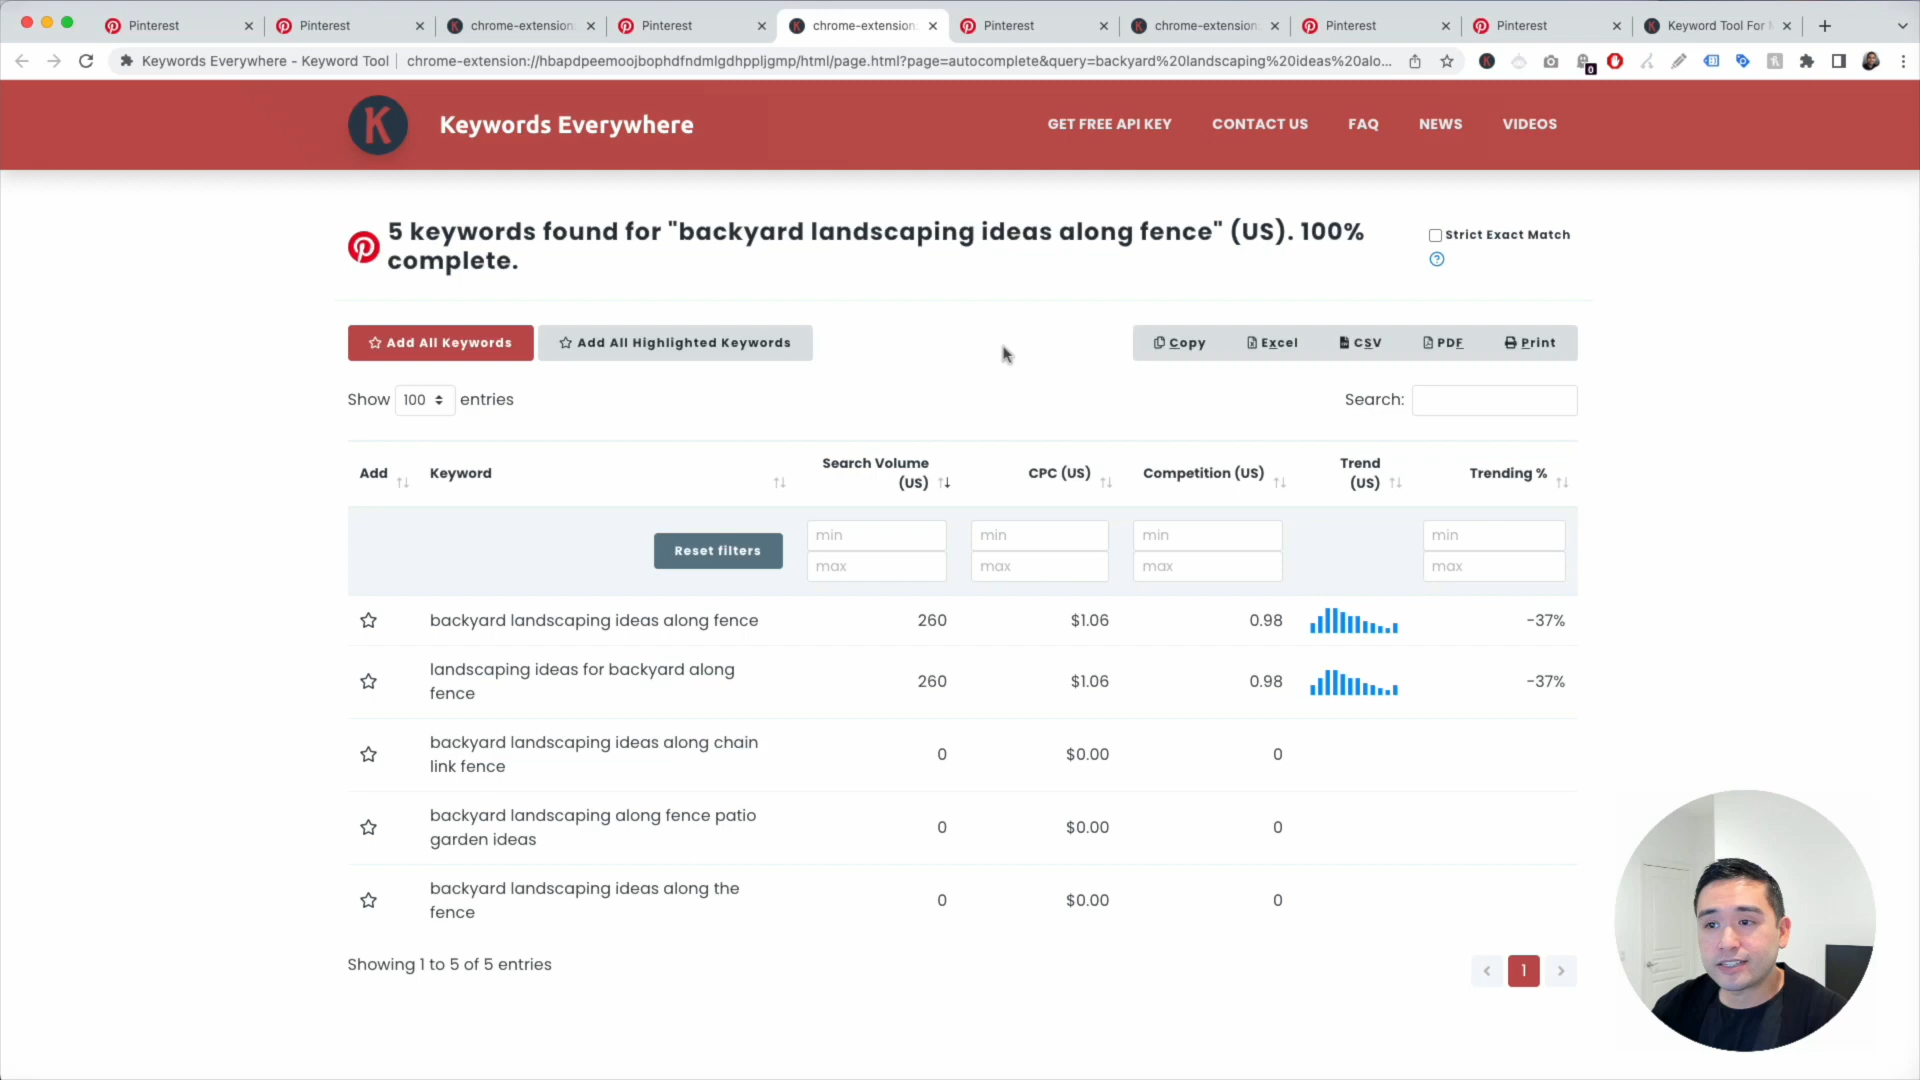 Pinterest
Pinterest
chrome-extension:
Pinterest
chrome-extension:
Pinterest
chrome-extension:
Pinterest
Pinterest
Keyword Tool For
Keywords Everywhere - Keyword Tool
chrome-extension://hbapdpeemoojbophdfndmlgdhppljgmp/html/page.html?page=autocomplete&query=backyard%20landscaping%20ideas%20alo...
0
K
Keywords Everywhere
GET FREE API KEY
CONTACT US
FAQ
NEWS
VIDEOS
5 keywords found for "backyard landscaping ideas along fence" (US). 100%
complete.
Strict Exact Match
?
Add All Keywords
Add All Highlighted Keywords
Copy
Excel
CSV
PDF
Print
Show 100 entries
Search:
Add
Keyword
Search Volume
(US)
CPC (US)
Competition (US)
Trend
(US)
Trending %
Reset filters
min
min
min
min
max
max
max
max
backyard landscaping ideas along fence 260 $1.06 0.98 -37%
landscaping ideas for backyard along
fence
260 $1.06 0.98 -37%
backyard landscaping ideas along chain
link fence
0 $0.00 0
backyard landscaping along fence patio
garden ideas
0 $0.00 0
backyard landscaping ideas along the
fence
0 $0.00 0
Showing 1 to 5 of 5 entries
1